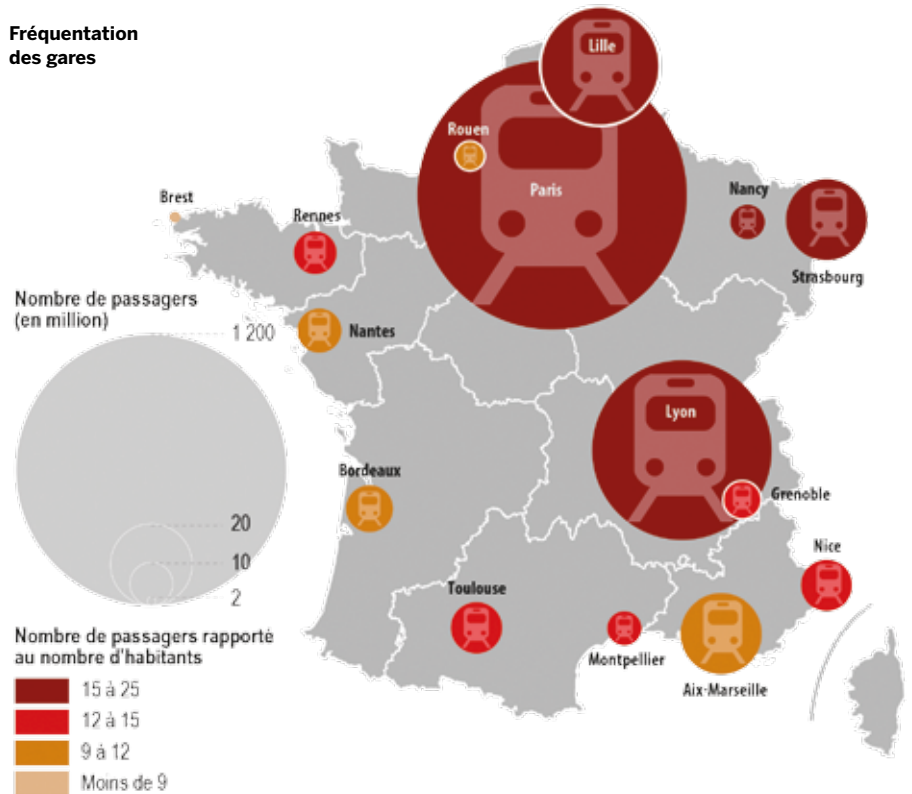 Fréquentation
des gares
Lille
Rouen
Paris
Nancy
Strasbourg
Brest
Rennes
Nantes
Lyon
Grenoble
Bordeaux
Nice
Toulouse
Montpellier
Aix-Marseille
Nombre de passagers
(en million)
1 200
20
10
2
Nombre de passagers rapporté
au nombre d'habitants
15 à 25
12 à 15
9 à 12
Moins de 9